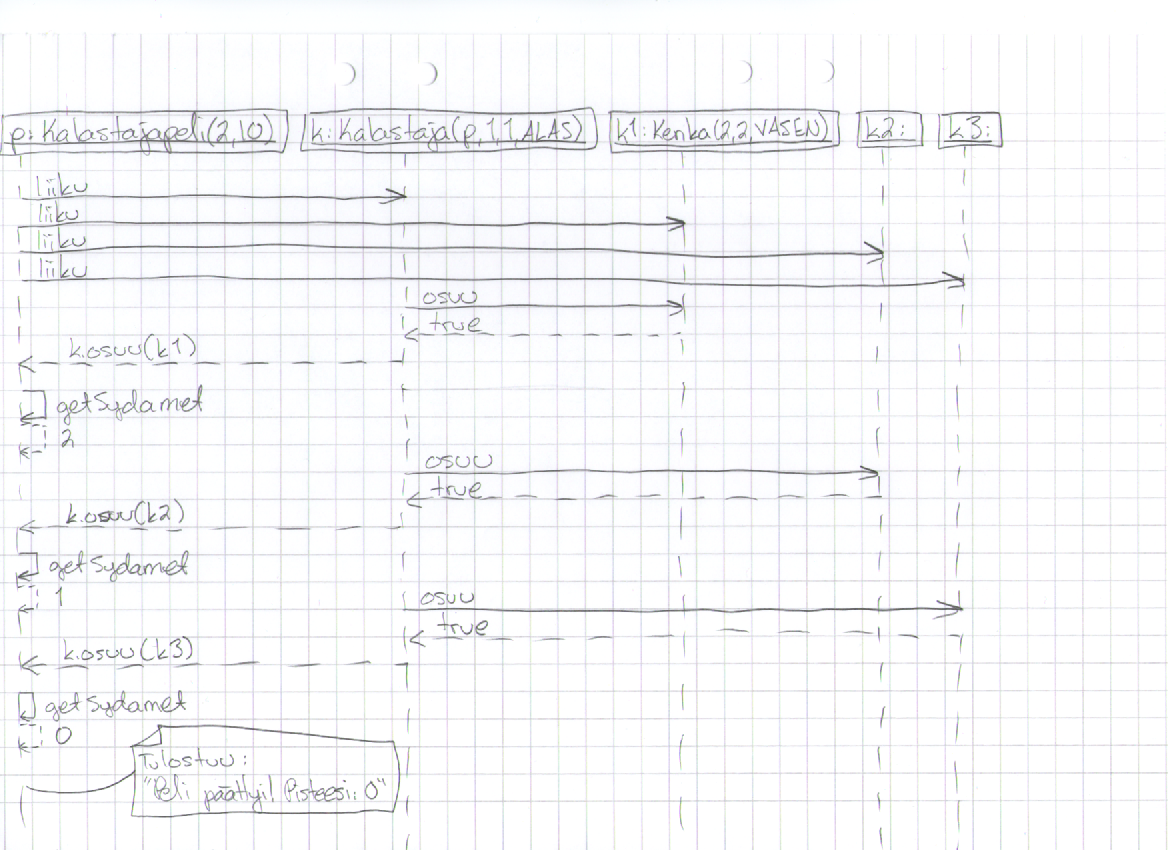 p: Kalastajapeli(2,10) k: Kalastaja(p,1,1,ALAS) k1: Kenka(2,2,VASEN) k2: k3:
liiku
liiku
liiku
liiku
osuu
true
k.osuu(k1)
getSydamet
2
osuu
true
k.osuu(k2)
getSydamet
1
osuu
true
k.osuu(k3)
getSydamet
0
Tulostuu:
"Peli päättyi! Pisteesi: 0"